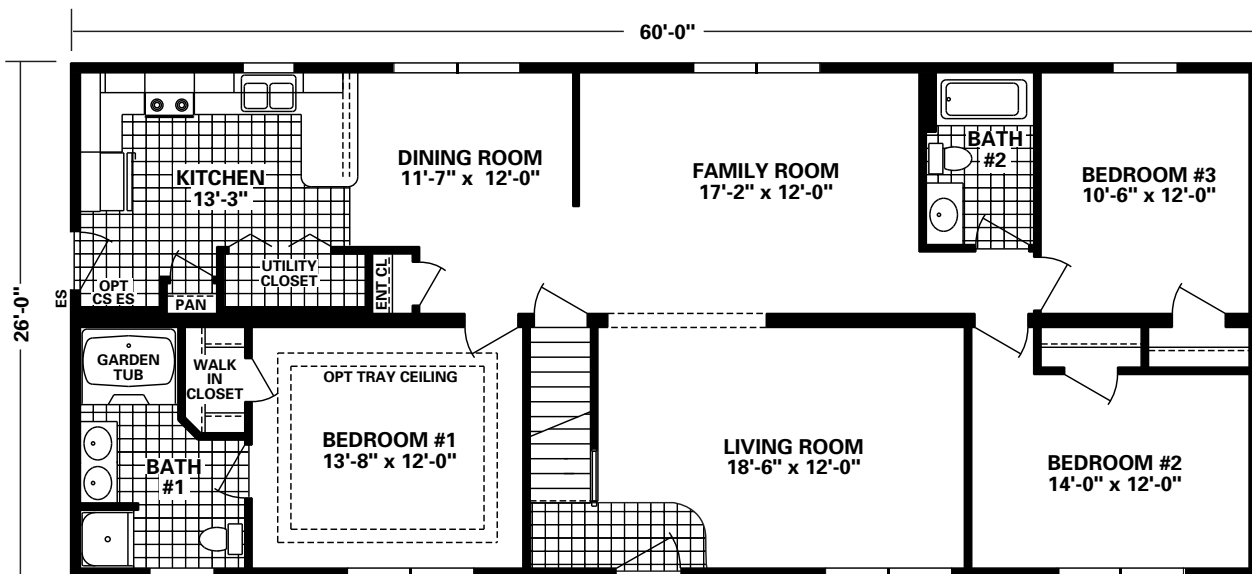 60'-0"
26'-0"
KITCHEN
13'-3"
DINING ROOM
11'-7" x 12'-0"
FAMILY ROOM
17'-2" x 12'-0"
BATH
#2
BEDROOM #3
10'-6" x 12'-0"
OPT
CS ES
ES
PAN
UTILITY
CLOSET
ENT CL
GARDEN
TUB
WALK
IN
CLOSET
OPT TRAY CEILING
BEDROOM #1
13'-8" x 12'-0"
BATH
#1
LIVING ROOM
18'-6" x 12'-0"
BEDROOM #2
14'-0" x 12'-0"